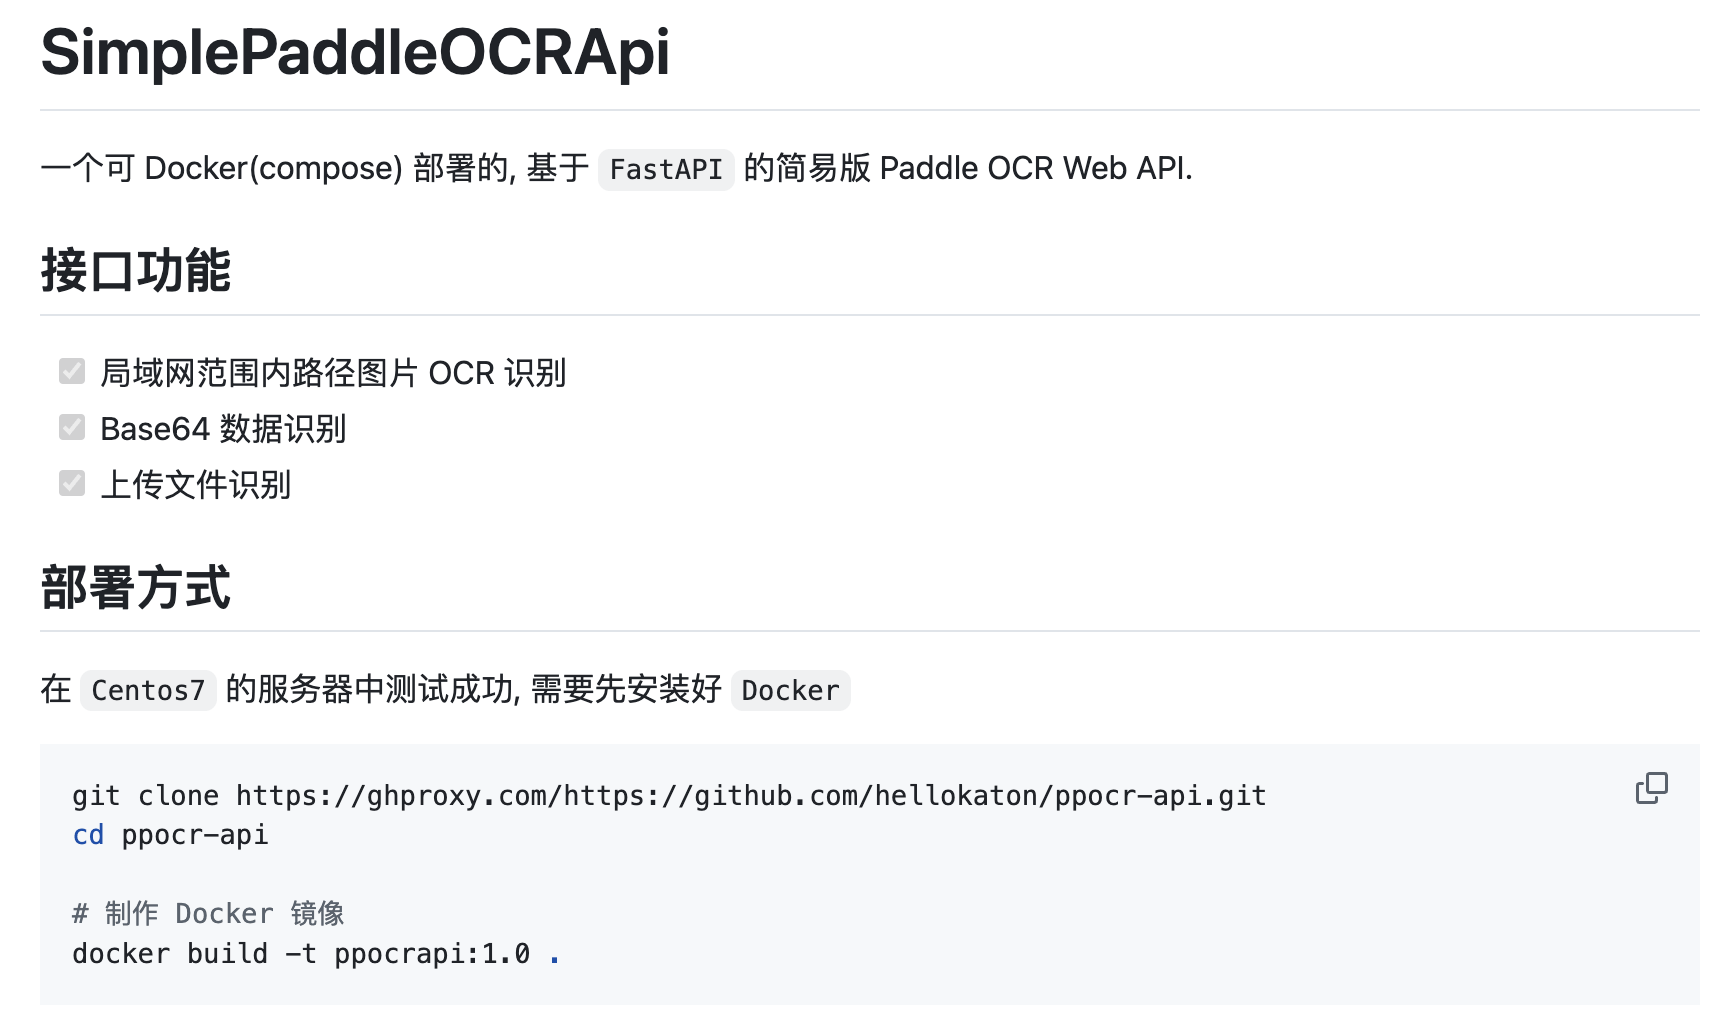 SimplePaddleOCRApi
一个可 Docker(compose) 部署的, 基于 FastAPI 的简易版 Paddle OCR Web API.
接口功能
局域网范围内路径图片 OCR 识别
Base64 数据识别
上传文件识别
部署方式
在 Centos7 的服务器中测试成功, 需要先安装好 Docker
git clone https://ghproxy.com/https://github.com/hellokaton/ppocr-api.git
cd ppocr-api
# 制作 Docker 镜像
docker build -t ppocrapi:1.0 .